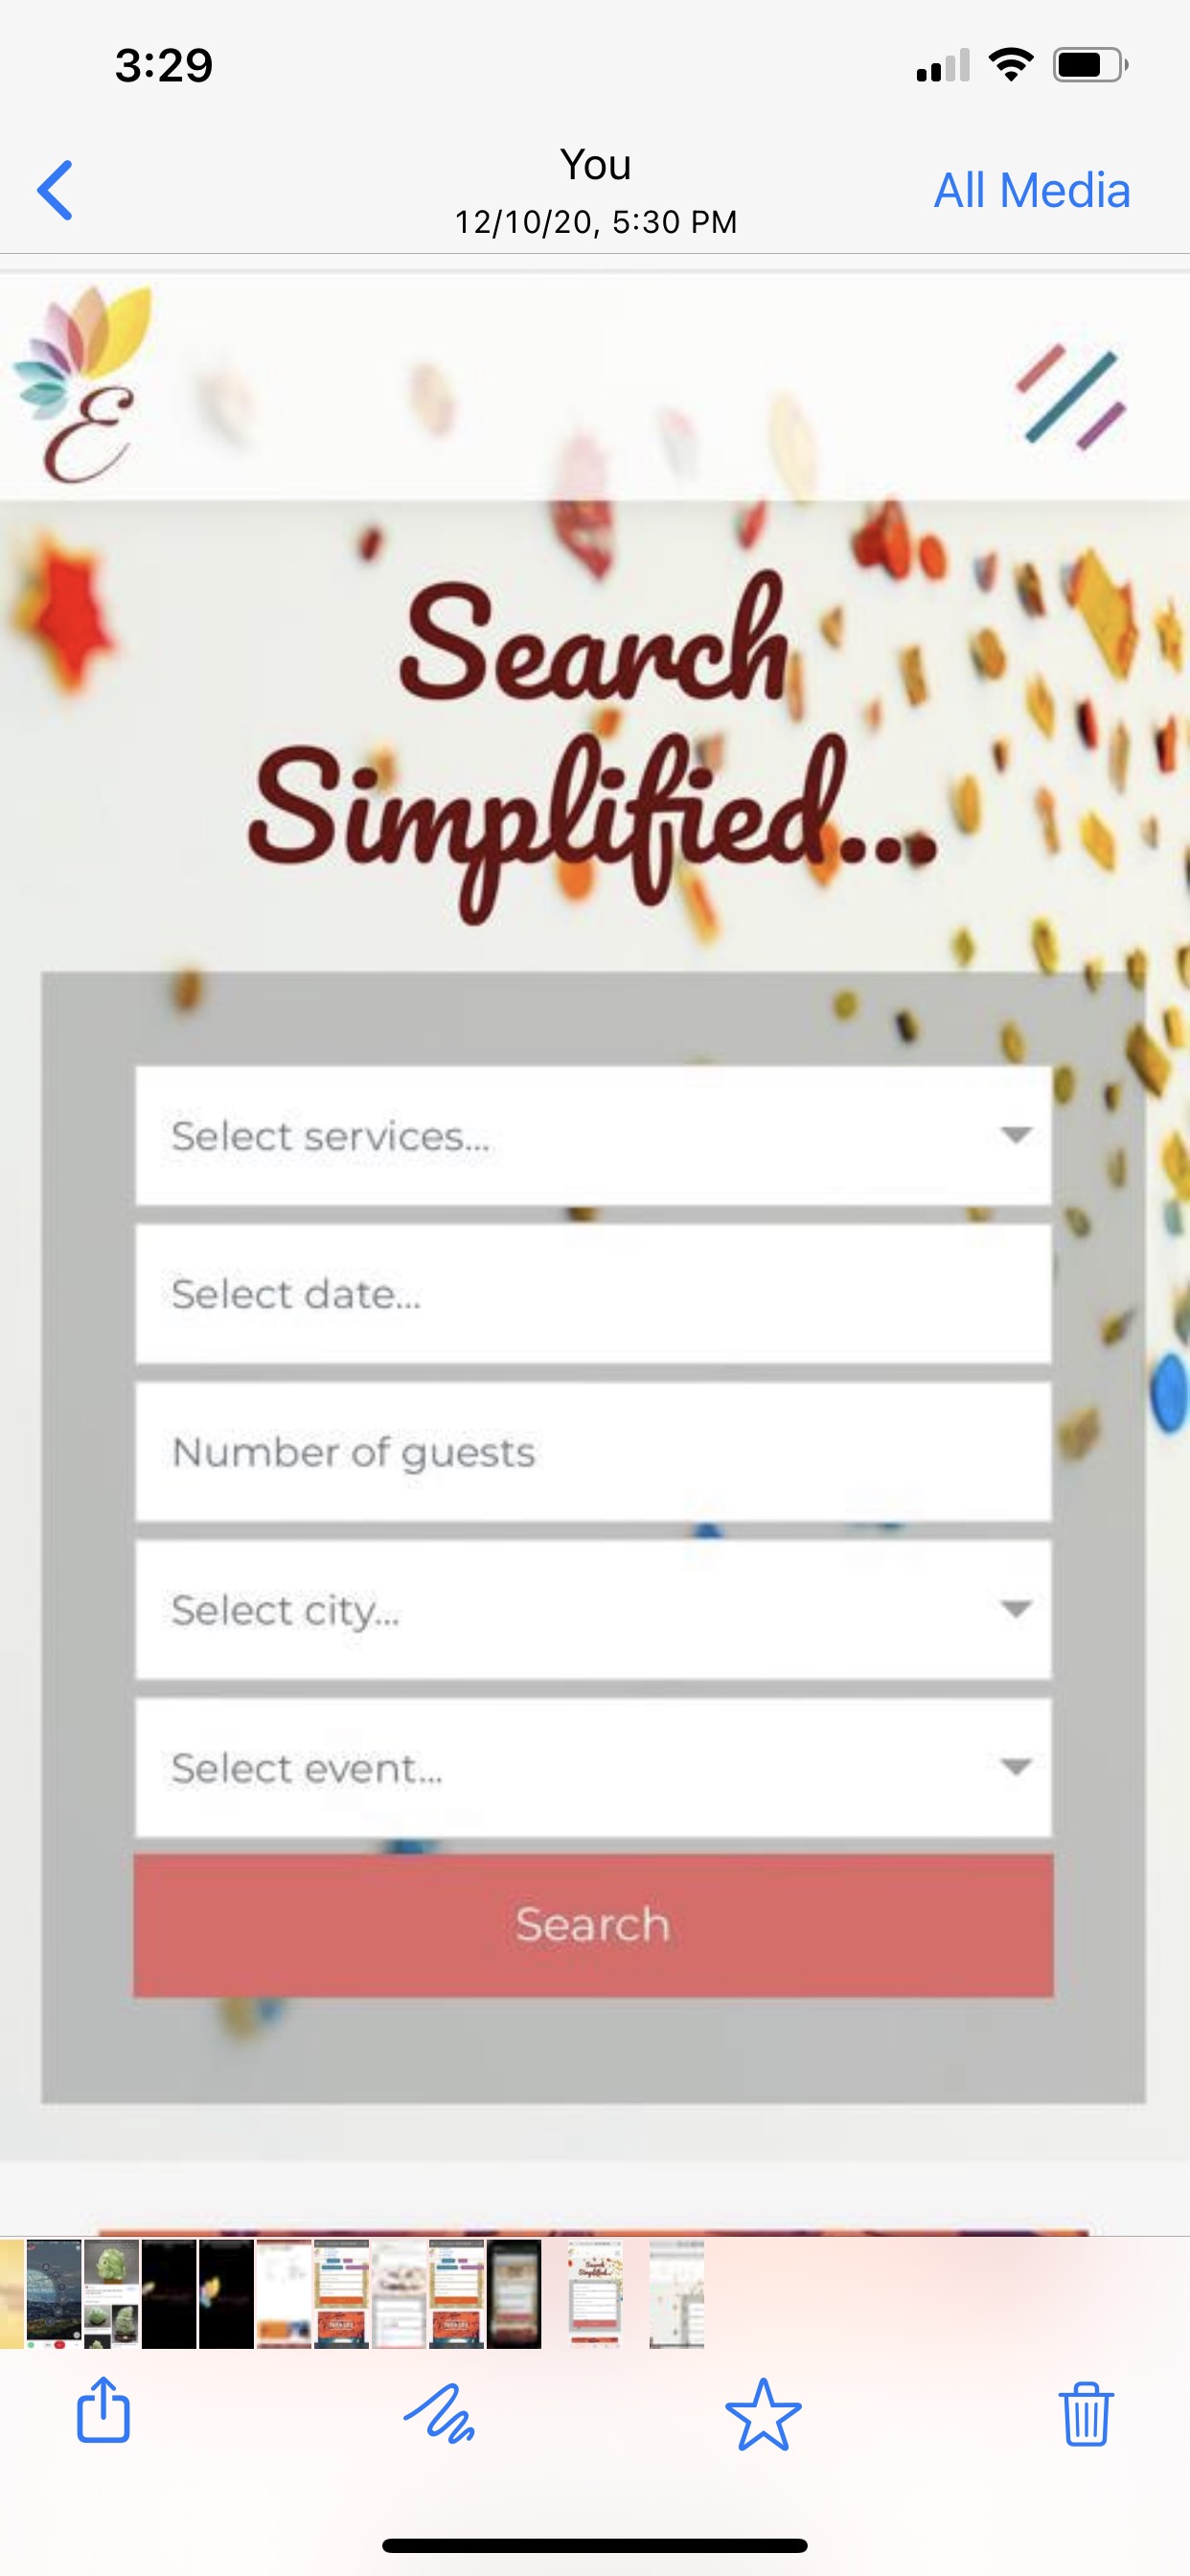 3:29
You
All Media
12/10/20, 5:30 PM
E
Search
Simplified...
Select services...
Select date...
Number of guests
Select city...
Select event...
Search